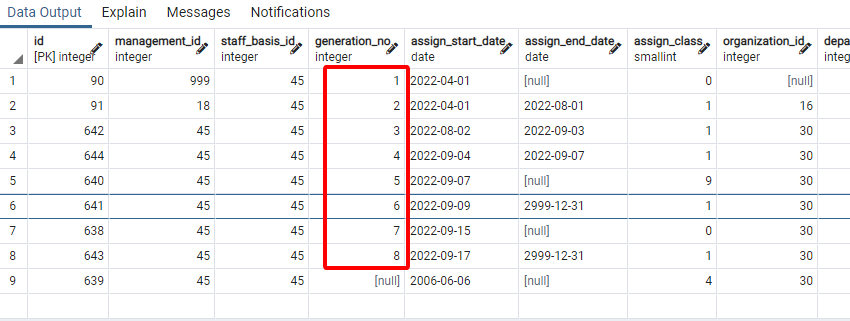 Data Output Explain Messages Notifications
id management_id staff_basis_id generation_no assign_start_date assign_end_date assign_class organization_id depa
[PK] integer integer integer integer date date smallint integer integ
1 90 999 45 1 2022-04-01 [null] 0 [null]
2 91 18 45 2 2022-04-01 2022-08-01 1 16
3 642 45 45 3 2022-08-02 2022-09-03 1 30
4 644 45 45 4 2022-09-04 2022-09-07 1 30
5 640 45 45 5 2022-09-07 [null] 9 30
6 641 45 45 6 2022-09-09 2999-12-31 1 30
7 638 45 45 7 2022-09-15 [null] 0 30
8 643 45 45 8 2022-09-17 2999-12-31 1 30
9 639 45 45 [null] 2006-06-06 [null] 4 30